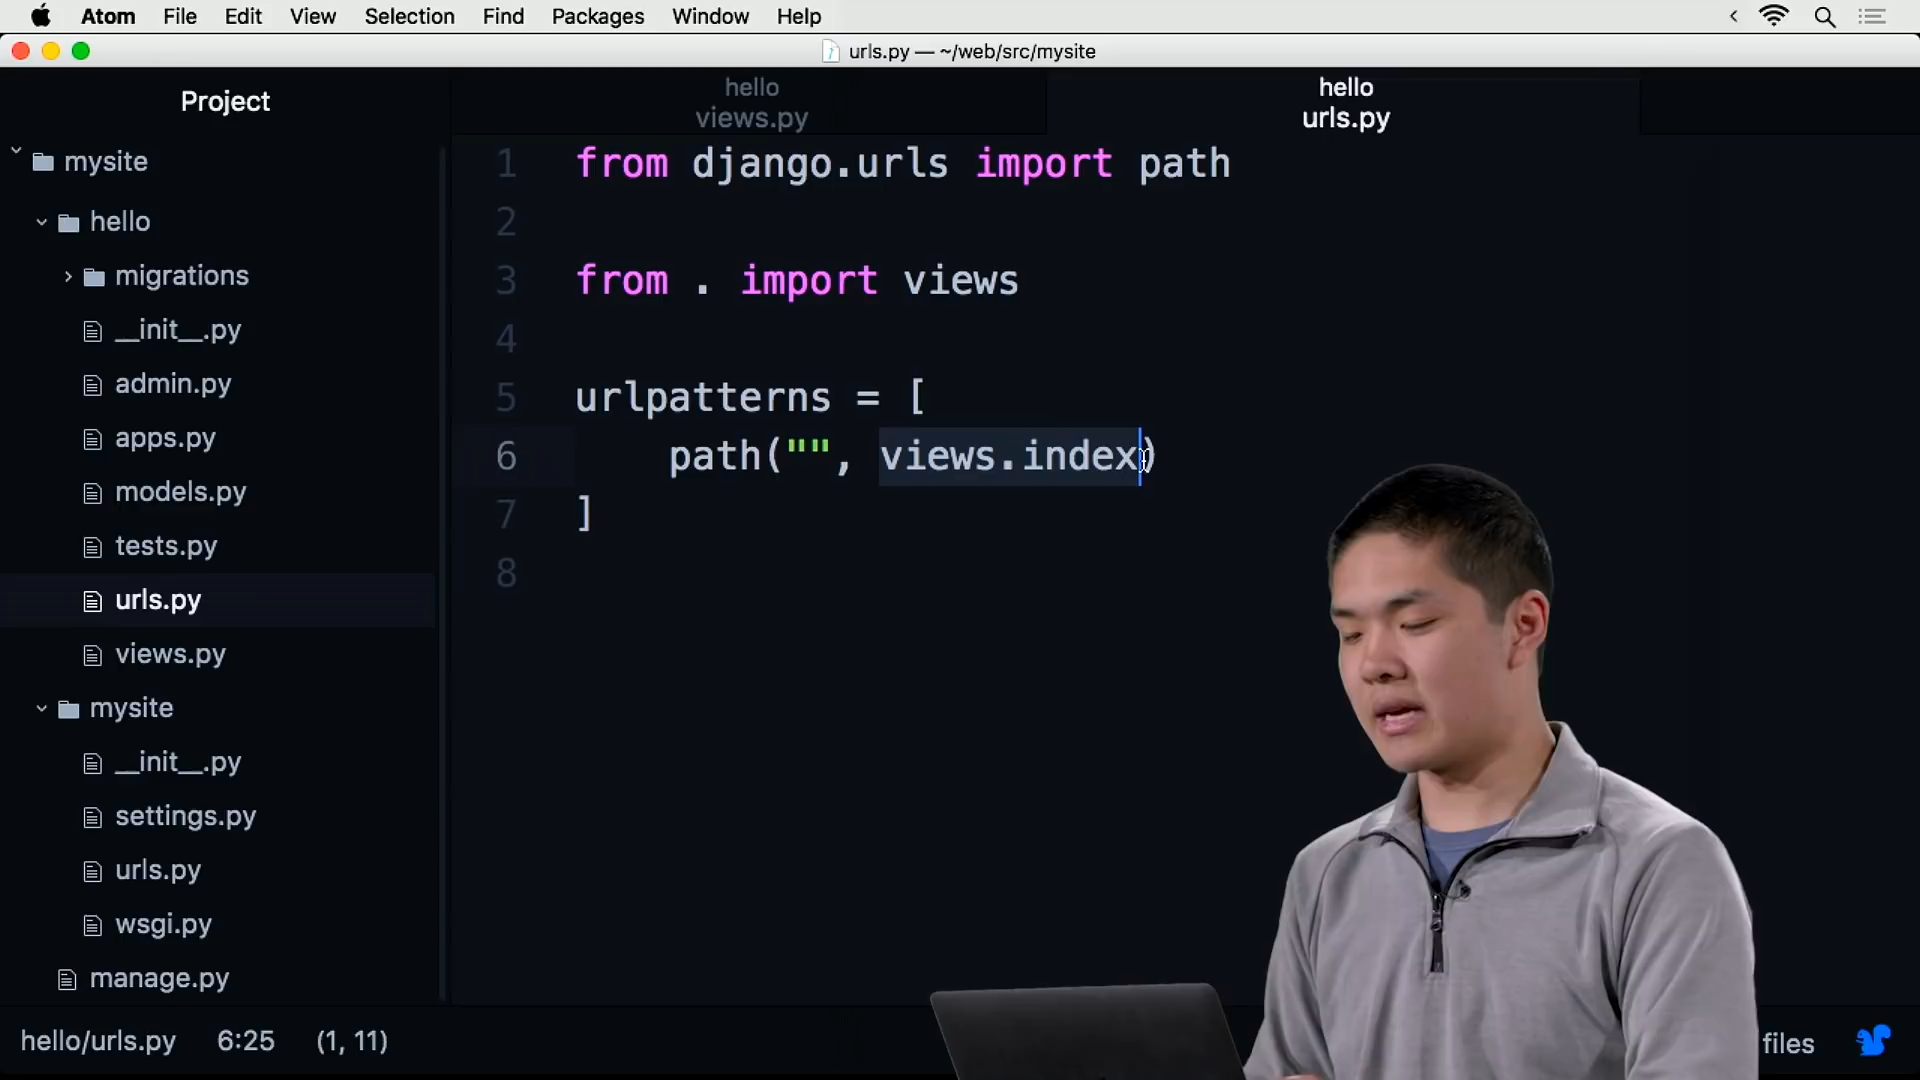 Atom File Edit View Selection Find Packages Window Help
urls.py — ~/web/src/mysite
Project
mysite
hello
migrations
__init__.py
admin.py
apps.py
models.py
tests.py
urls.py
views.py
mysite
__init__.py
settings.py
urls.py
wsgi.py
manage.py
hello
views.py
hello
urls.py
1 from django.urls import path
2
3 from . import views
4
5 urlpatterns = [
6 path("", views.index)
7 ]
8
hello/urls.py 6:25 (1, 11)
files